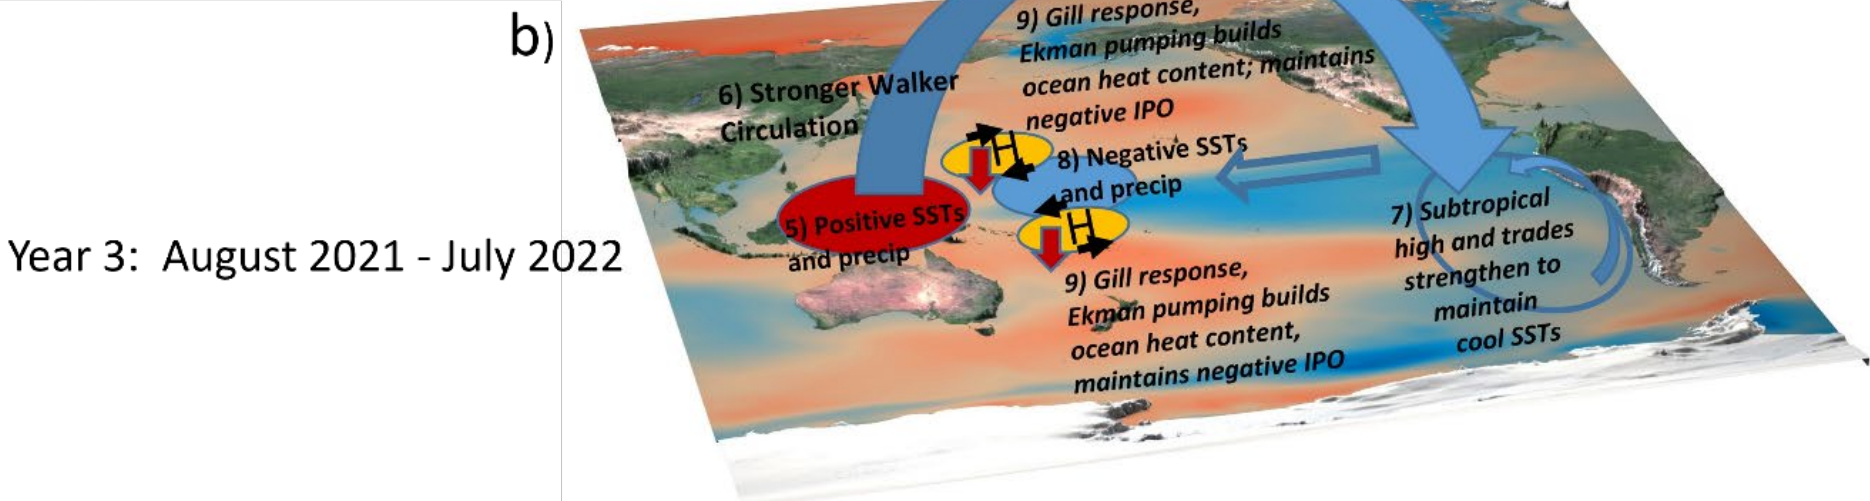 b)
9) Gill response,
Ekman pumping builds
ocean heat content; maintains
negative IPO
6) Stronger Walker
Circulation
H
8) Negative SSTs
and precip
5) Positive SSTs
and precip
H
7) Subtropical
high and trades
strengthen to
maintain
cool SSTs
Year 3: August 2021 - July 2022
9) Gill response,
Ekman pumping builds
ocean heat content,
maintains negative IPO